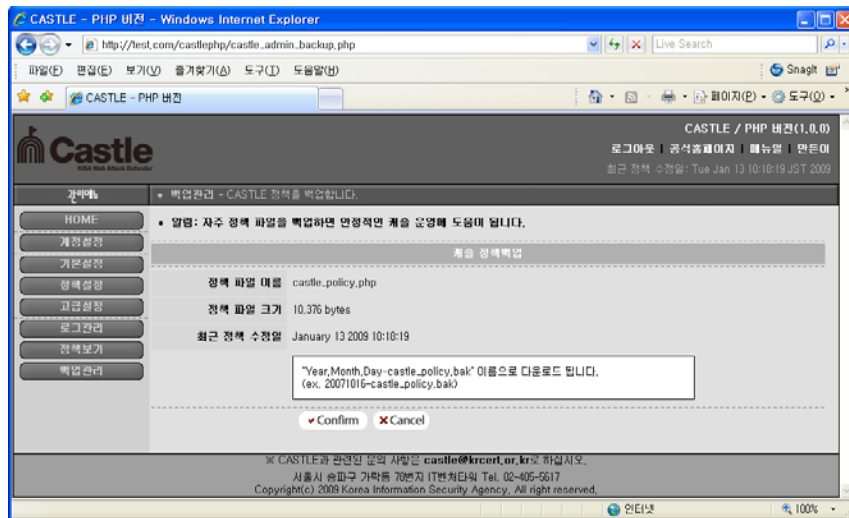 CASTLE - PHP 버전 - Windows Internet Explorer
http://test.com/castlephp/castle_admin_backup.php
Live Search
파일(F) 편집(E) 보기(V) 즐겨찾기(A) 도구(T) 도움말(H)
SnagIt
CASTLE - PHP 버전
페이지(P) 도구(O)
CASTLE / PHP 버전(1.0.0)
Castle
KISA Web Attack Defender
로그아웃 | 공식홈페이지 | 매뉴얼 | 만든이
최근 정책 수정일: Tue Jan 13 10:18:19 JST 2009
관리메뉴
• 백업관리 - CASTLE 정책를 백업합니다.
HOME
계정설정
기본설정
정책설정
고급설정
로그관리
정책보기
백업관리
• 알림: 자주 정책 파일을 백업하면 안정적인 캐슬 운영에 도움이 됩니다.
캐슬 정책백업
정책 파일 이름 castle_policy.php
정책 파일 크기 10,376 bytes
최근 정책 수정일 January 13 2009 10:18:19
"Year,Month,Day-castle_policy.bak" 이름으로 다운로드 됩니다.
(ex. 20071016-castle_policy.bak)
Confirm Cancel
※ CASTLE과 관련된 문의 사항은 castle@krcert.or.kr로 하십시오.
서울시 송파구 가락동 78번지 IT벤처타워 Tel. 02-405-5617
Copyright(c) 2009 Korea Information Security Agency, All right reserved.
인터넷
100%